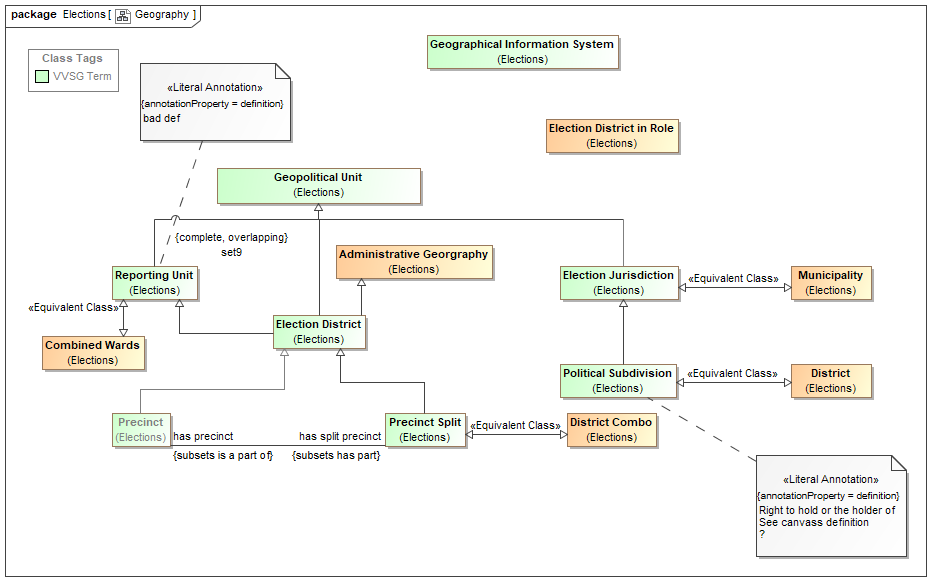 package Elections [ Geography ]
Class Tags
VVSG Term
«Literal Annotation»
{annotationProperty = definition}
bad def
Geographical Information System
(Elections)
Election District in Role
(Elections)
Geopolitical Unit
(Elections)
{complete, overlapping}
set9
Administrative Georgraphy
(Elections)
Reporting Unit
(Elections)
Election Jurisdiction
(Elections)
«Equivalent Class»
Municipality
(Elections)
«Equivalent Class»
Combined Wards
(Elections)
Election District
(Elections)
Political Subdivision
(Elections)
«Equivalent Class»
District
(Elections)
Precinct
(Elections)
has precinct
{subsets is a part of}
has split precinct
{subsets has part}
Precinct Split
(Elections)
«Equivalent Class»
District Combo
(Elections)
«Literal Annotation»
{annotationProperty = definition}
Right to hold or the holder of
See canvass definition
?